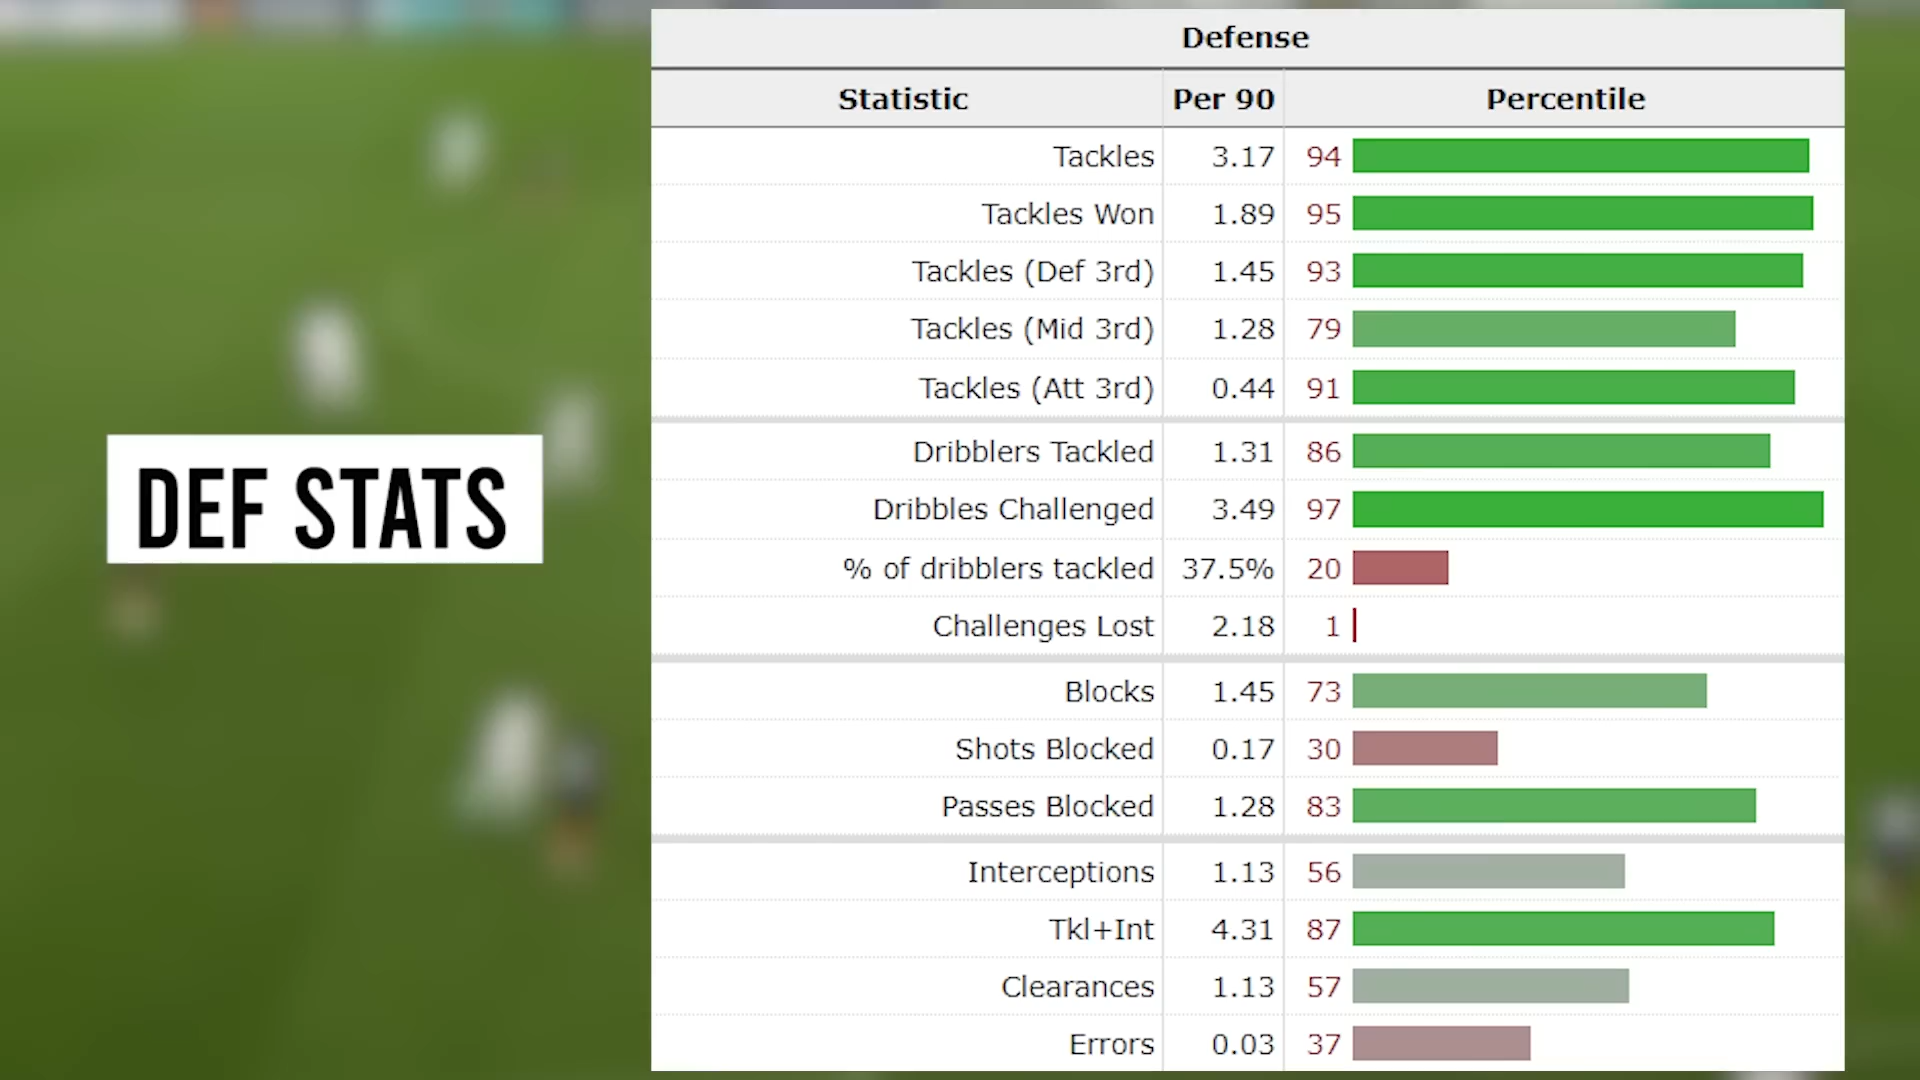 DEF STATS
Defense
Statistic Per 90 Percentile
Tackles 3.17 94
Tackles Won 1.89 95
Tackles (Def 3rd) 1.45 93
Tackles (Mid 3rd) 1.28 79
Tackles (Att 3rd) 0.44 91
Dribblers Tackled 1.31 86
Dribbles Challenged 3.49 97
% of dribblers tackled 37.5% 20
Challenges Lost 2.18 1
Blocks 1.45 73
Shots Blocked 0.17 30
Passes Blocked 1.28 83
Interceptions 1.13 56
Tkl+Int 4.31 87
Clearances 1.13 57
Errors 0.03 37